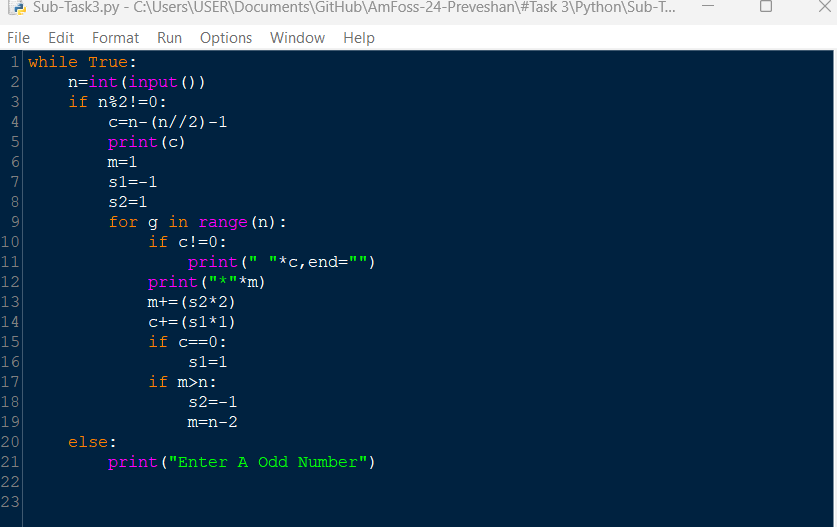 Sub-Task3.py - C:\Users\USER\Documents\GitHub\AmFoss-24-Preveshan\#Task 3\Python\Sub-T...
File Edit Format Run Options Window Help
1 while True:
2     n=int(input())
3     if n%2!=0:
4         c=n-(n//2)-1
5         print(c)
6         m=1
7         s1=-1
8         s2=1
9         for g in range(n):
10             if c!=0:
11                 print(" "*c,end="")
12             print("*"*m)
13             m+=(s2*2)
14             c+=(s1*1)
15             if c==0:
16                 s1=1
17             if m>n:
18                 s2=-1
19                 m=n-2
20     else:
21         print("Enter A Odd Number")
22
23